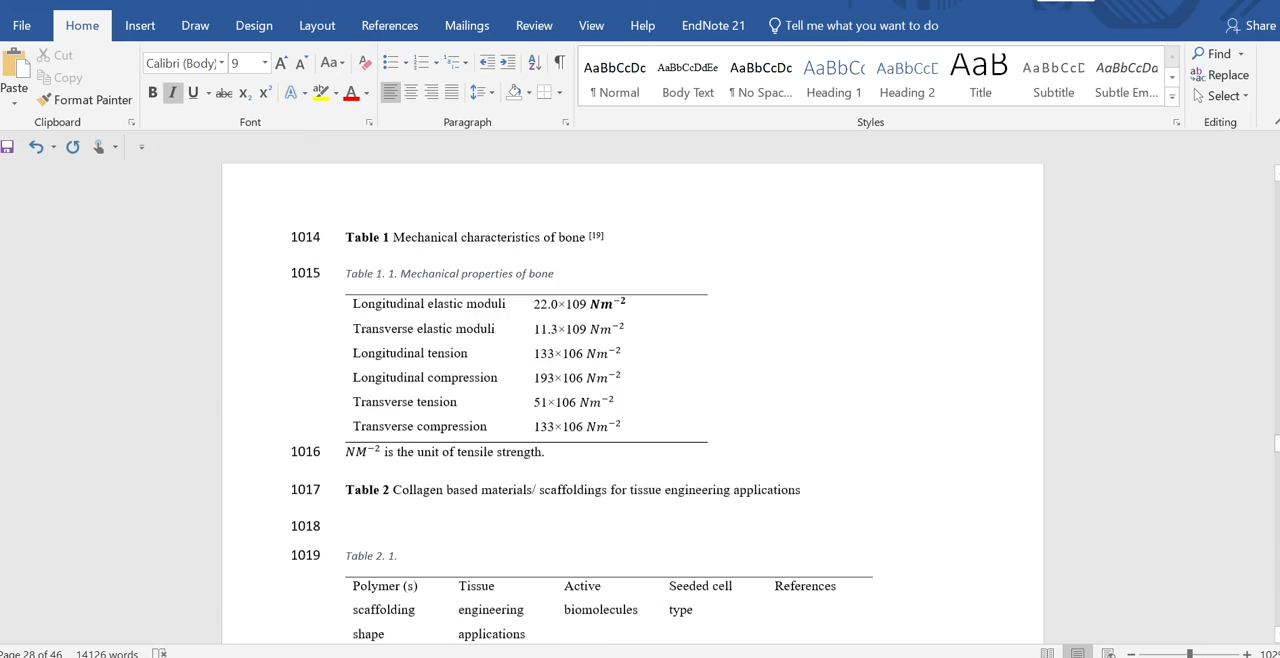 File Home Insert Draw Design Layout References Mailings Review View Help EndNote 21 Tell me what you want to do Share
Cut
Copy
Paste Format Painter
Calibri (Body) 9
Aa
B I U abc X₂ X² A A
AaBbCcDc AaBbCcDdEe AaBbCcDc AaBbCc AaBbCcD AaB AaBbCcD AaBbCcDa
¶ Normal Body Text ¶ No Spac... Heading 1 Heading 2 Title Subtitle Subtle Em...
Find
Replace
Select
Clipboard Font Paragraph Styles Editing
1014 Table 1 Mechanical characteristics of bone [19]
1015 Table 1. 1. Mechanical properties of bone
Longitudinal elastic moduli 22.0×109 Nm⁻²
Transverse elastic moduli 11.3×109 Nm⁻²
Longitudinal tension 133×106 Nm⁻²
Longitudinal compression 193×106 Nm⁻²
Transverse tension 51×106 Nm⁻²
Transverse compression 133×106 Nm⁻²
1016 NM⁻² is the unit of tensile strength.
1017 Table 2 Collagen based materials/ scaffoldings for tissue engineering applications
1018
1019 Table 2. 1.
Polymer (s) Tissue Active Seeded cell References
scaffolding engineering biomolecules type
shape applications
Page 28 of 46 14126 words